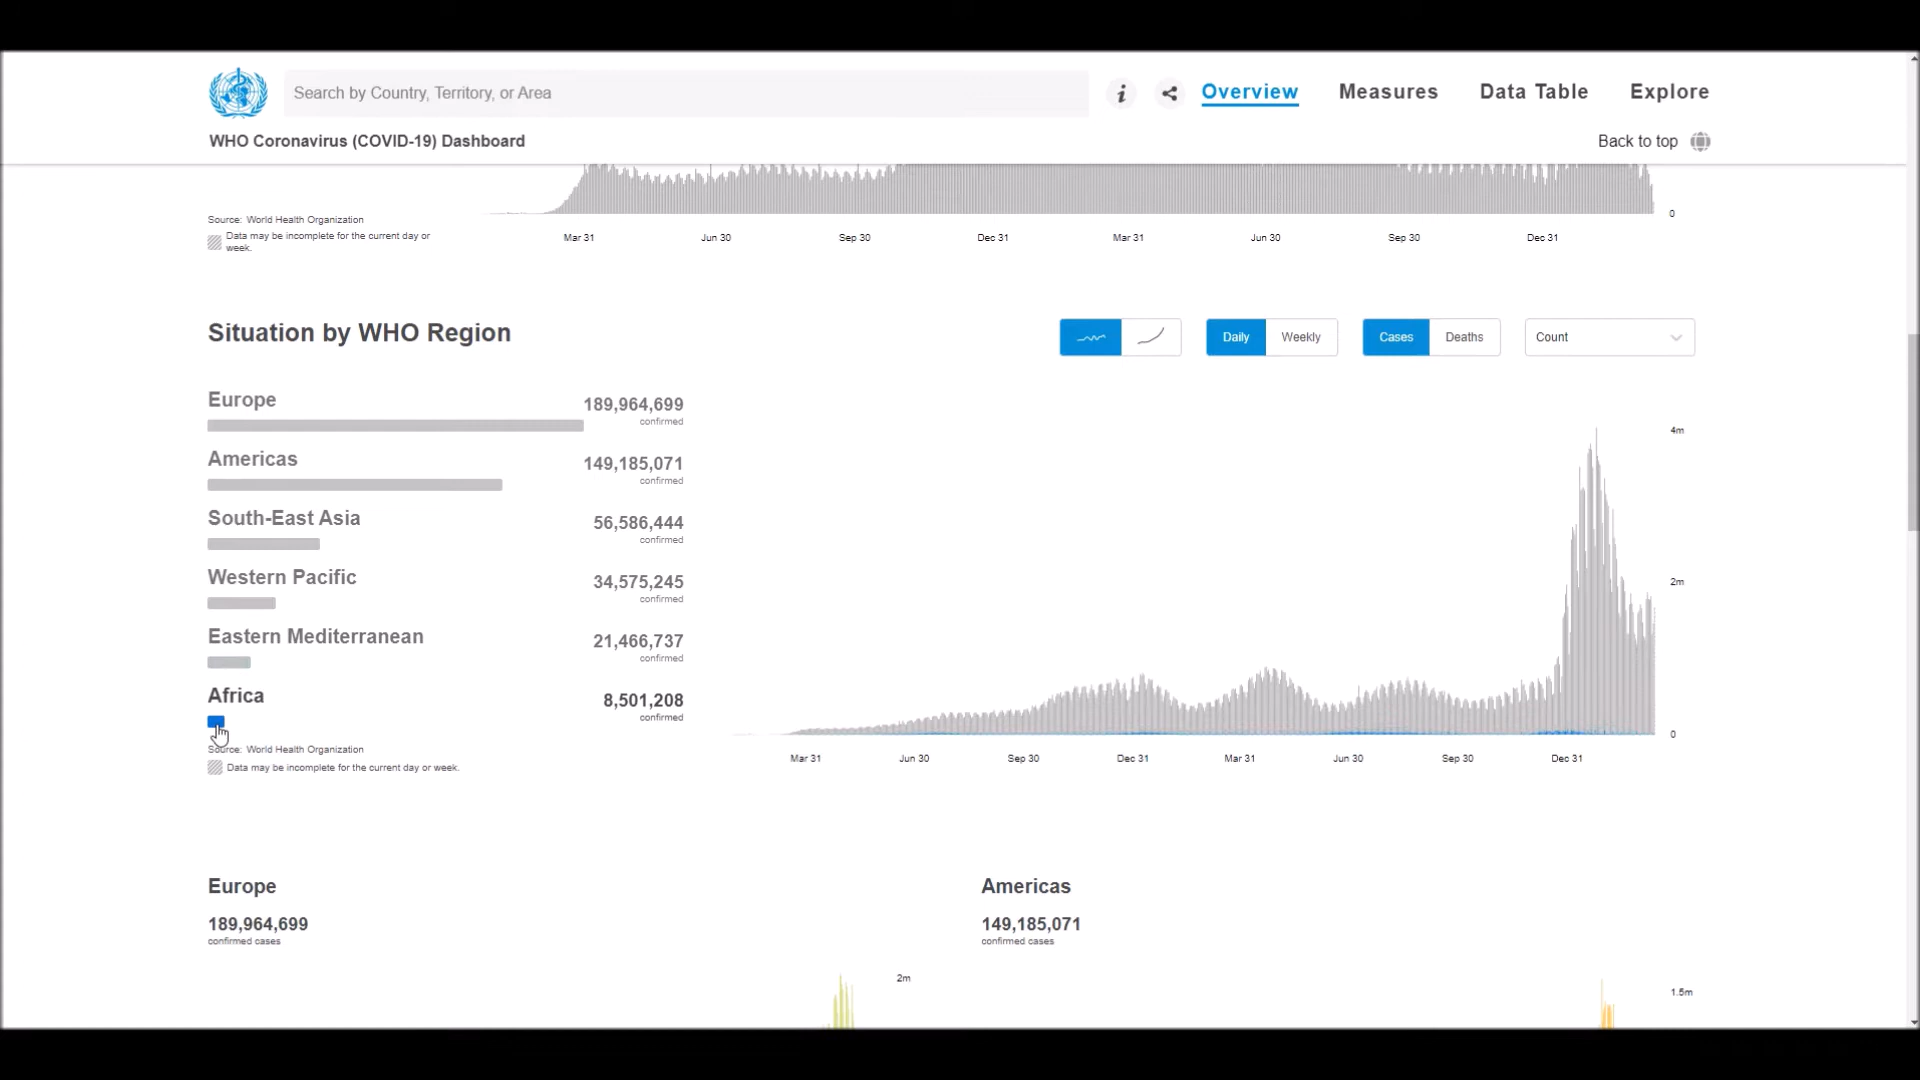 Search by Country, Territory, or Area
i
Overview
Measures
Data Table
Explore
WHO Coronavirus (COVID-19) Dashboard
Back to top
Source: World Health Organization
Data may be incomplete for the current day or
week.
0
Mar 31
Jun 30
Sep 30
Dec 31
Mar 31
Jun 30
Sep 30
Dec 31
Situation by WHO Region
Daily
Weekly
Cases
Deaths
Count
Europe
189,964,699
confirmed
Americas
149,185,071
confirmed
South-East Asia
56,586,444
confirmed
Western Pacific
34,575,245
confirmed
Eastern Mediterranean
21,466,737
confirmed
Africa
8,501,208
confirmed
Source: World Health Organization
Data may be incomplete for the current day or week.
4m
2m
0
Mar 31
Jun 30
Sep 30
Dec 31
Mar 31
Jun 30
Sep 30
Dec 31
Europe
189,964,699
confirmed cases
2m
Americas
149,185,071
confirmed cases
1.5m